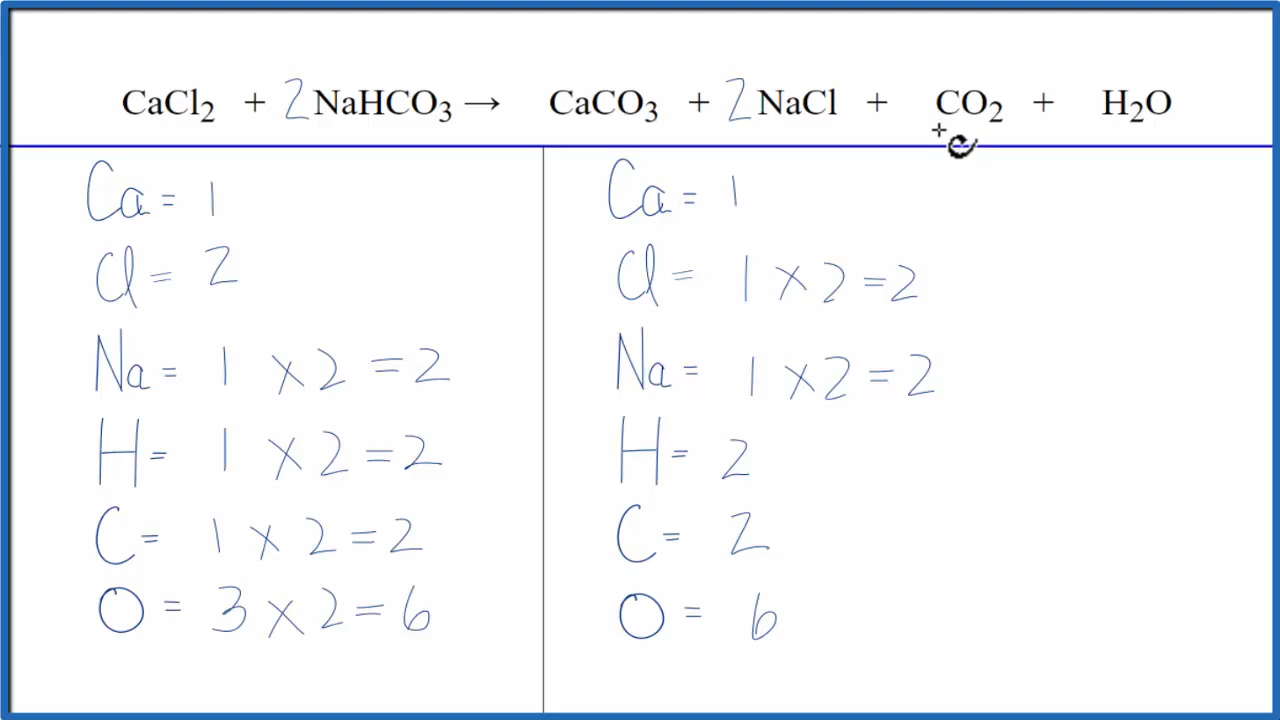 CaCl₂ + 2 NaHCO₃ → CaCO₃ + 2 NaCl + CO₂ + H₂O
Ca = 1
Cl = 2
Na = 1 × 2 = 2
H = 1 × 2 = 2
C = 1 × 2 = 2
O = 3 × 2 = 6
Ca = 1
Cl = 1 × 2 = 2
Na = 1 × 2 = 2
H = 2
C = 2
O = 6